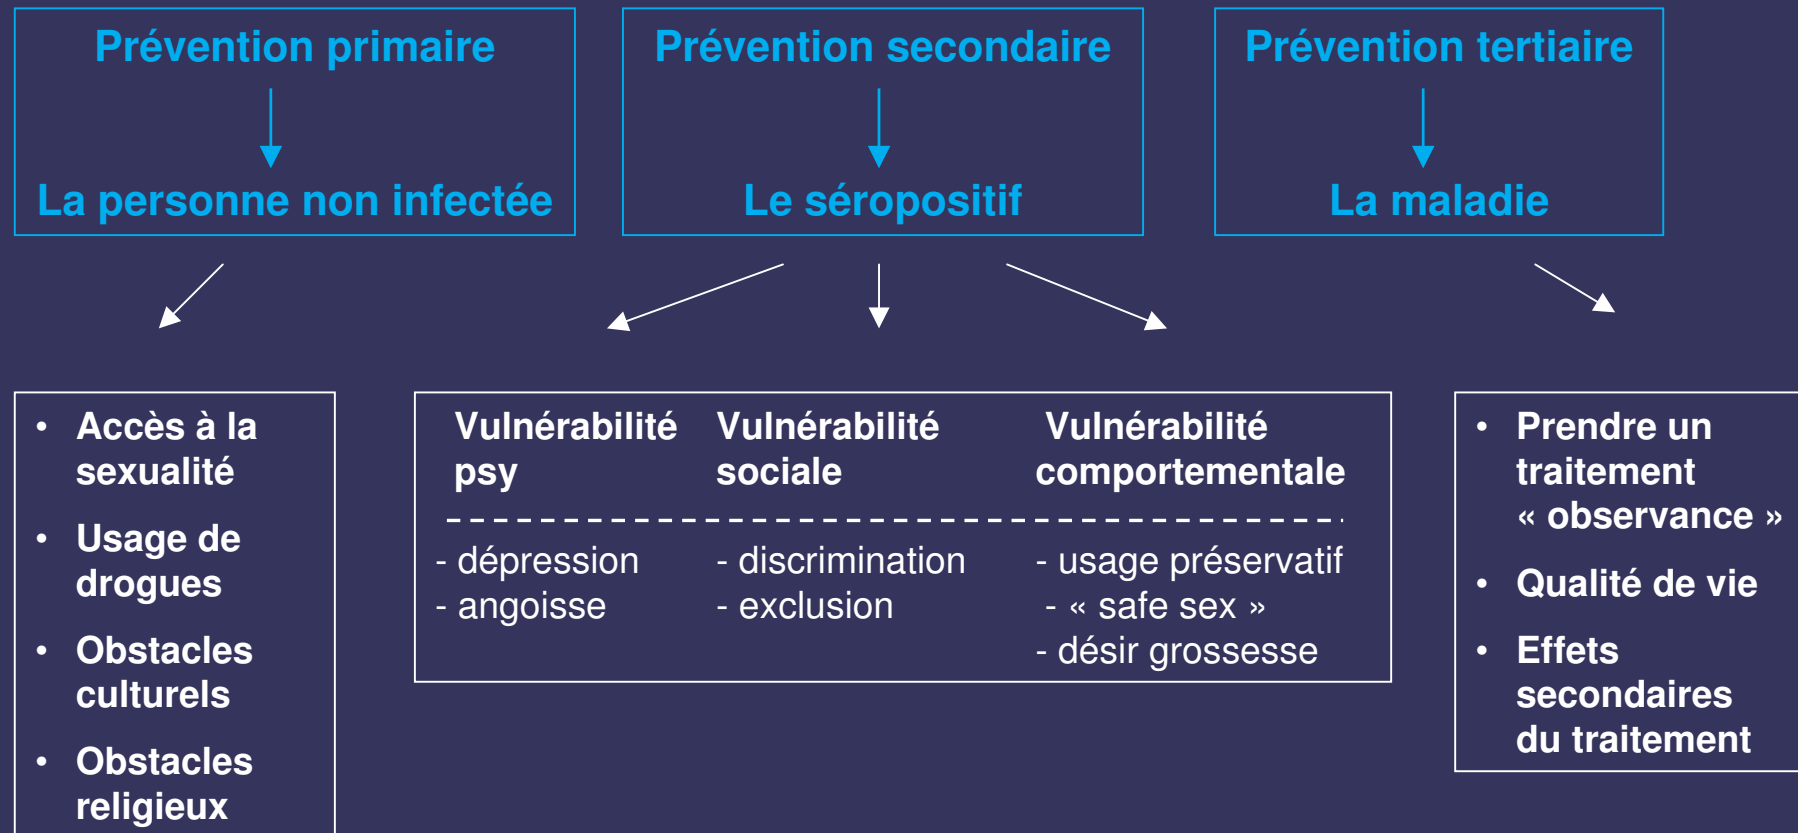 Prévention primaire
La personne non infectée
Prévention secondaire
Le séropositif
Prévention tertiaire
La maladie
• Accès à la
sexualité
• Usage de
drogues
• Obstacles
culturels
• Obstacles
religieux
Vulnérabilité
psy
- dépression
- angoisse
Vulnérabilité
sociale
- discrimination
- exclusion
Vulnérabilité
comportementale
- usage préservatif
- « safe sex »
- désir grossesse
• Prendre un
traitement
« observance »
• Qualité de vie
• Effets
secondaires
du traitement